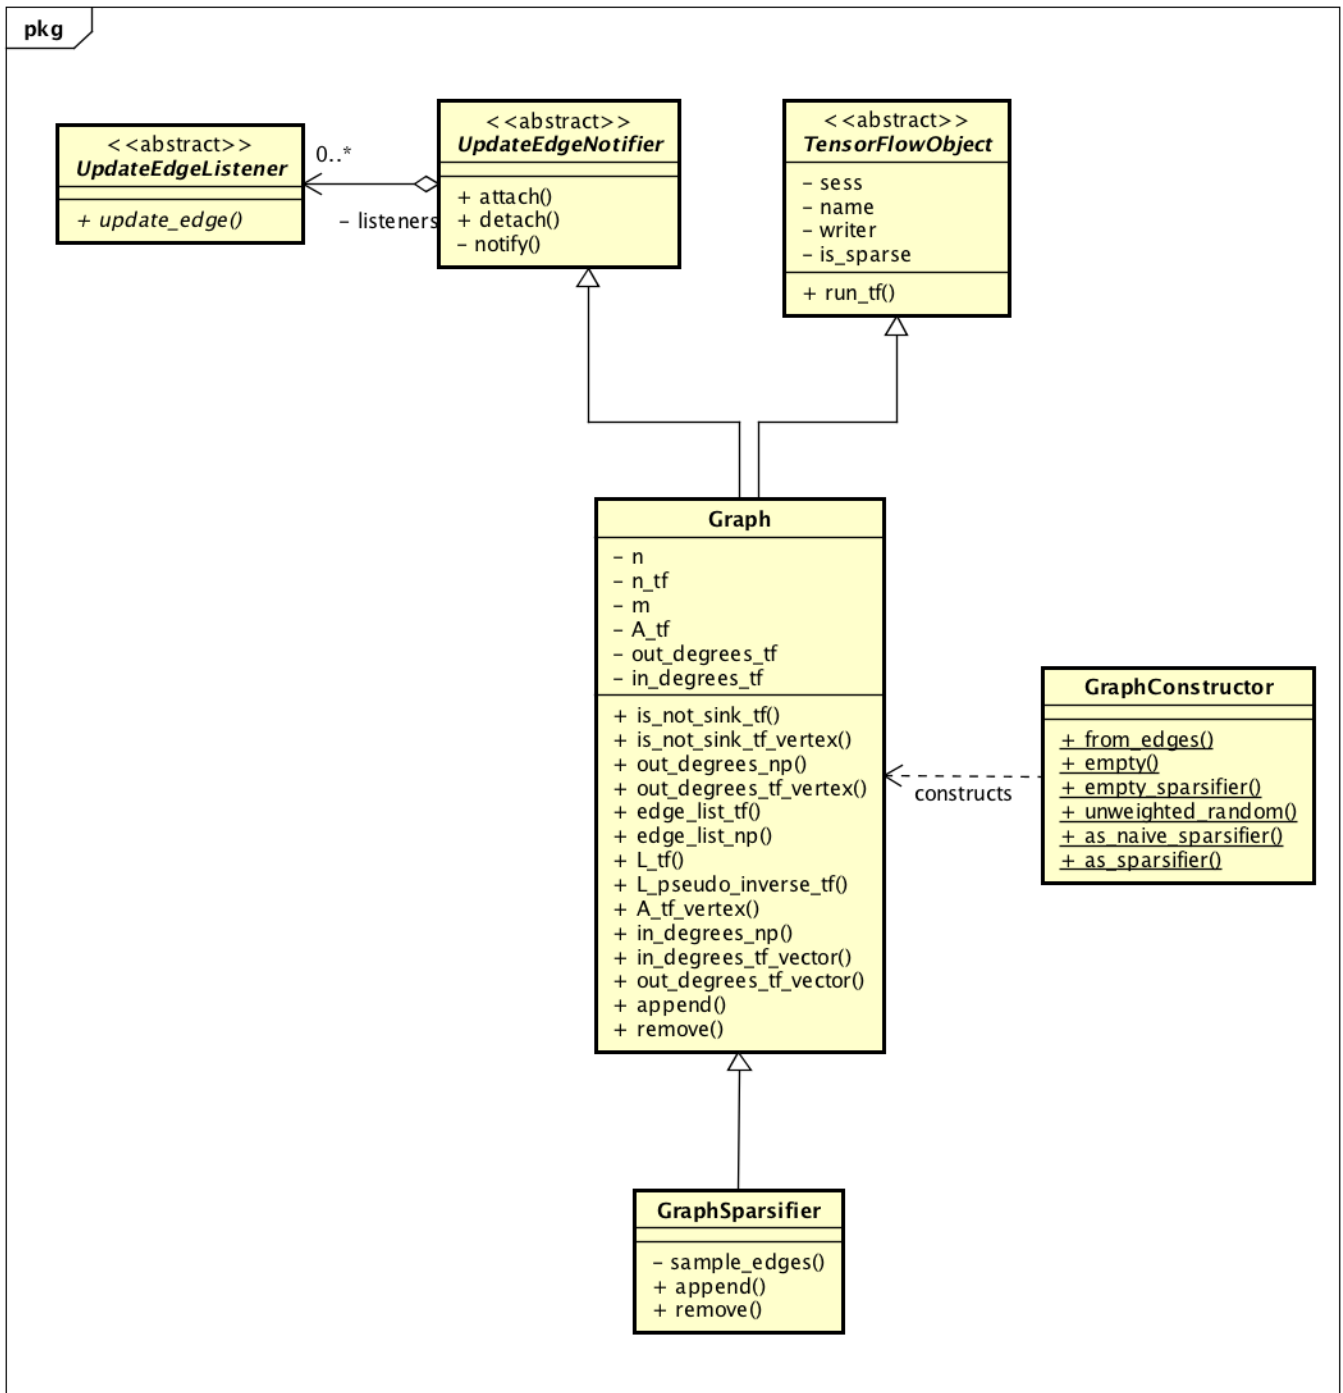 pkg
<<abstract>>
UpdateEdgeListener
+ update_edge()
0..*
– listeners
<<abstract>>
UpdateEdgeNotifier
+ attach()
+ detach()
– notify()
<<abstract>>
TensorFlowObject
– sess
– name
– writer
– is_sparse
+ run_tf()
Graph
– n
– n_tf
– m
– A_tf
– out_degrees_tf
– in_degrees_tf
+ is_not_sink_tf()
+ is_not_sink_tf_vertex()
+ out_degrees_np()
+ out_degrees_tf_vertex()
+ edge_list_tf()
+ edge_list_np()
+ L_tf()
+ L_pseudo_inverse_tf()
+ A_tf_vertex()
+ in_degrees_np()
+ in_degrees_tf_vector()
+ out_degrees_tf_vector()
+ append()
+ remove()
constructs
GraphConstructor
+ from_edges()
+ empty()
+ empty_sparsifier()
+ unweighted_random()
+ as_naive_sparsifier()
+ as_sparsifier()
GraphSparsifier
– sample_edges()
+ append()
+ remove()